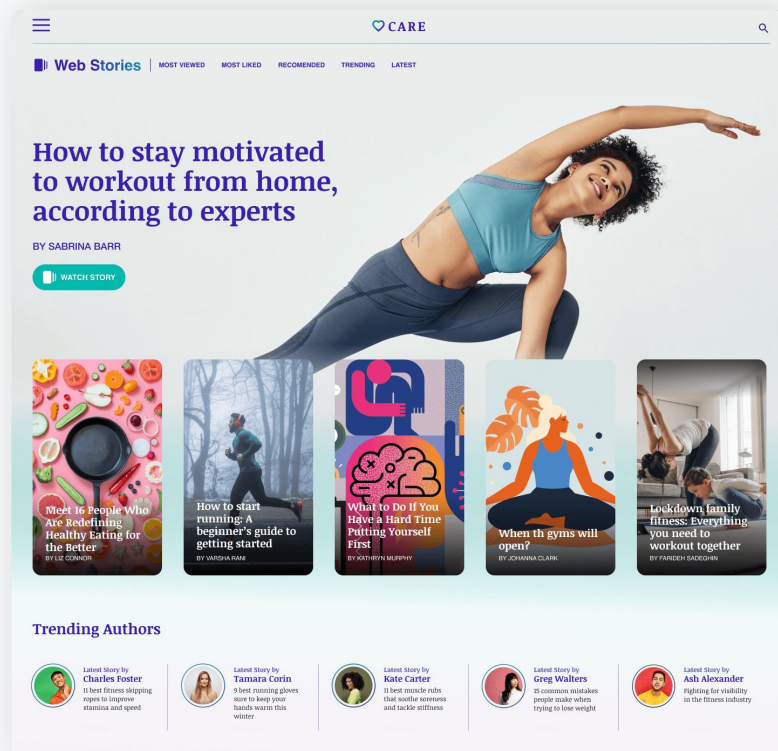 CARE
Web Stories
MOST VIEWED
MOST LIKED
RECOMENDED
TRENDING
LATEST
How to stay motivated
to workout from home,
according to experts
BY SABRINA BARR
WATCH STORY
Meet 16 People Who
Are Redefining
Healthy Eating for
the Better
BY LIZ CONNOR
How to start
running: A
beginner's guide to
getting started
BY VARSHA RANI
What to Do If You
Have a Hard Time
Putting Yourself
First
BY KATHRYN MURPHY
When th gyms will
open?
BY JOHANNA CLARK
Lockdown family
fitness: Everything
you need to
workout together
BY FARIDEH SADEGHIN
Trending Authors
Latest Story by
Charles Foster
11 best fitness skipping
ropes to improve
stamina and speed
Latest Story by
Tamara Corin
9 best running gloves
sure to keep your
hands warm this
winter
Latest Story by
Kate Carter
11 best muscle rubs
that soothe soreness
and tackle stiffness
Latest Story by
Greg Walters
15 common mistakes
people make when
trying to lose weight
Latest Story by
Ash Alexander
Fighting for visibility
in the fitness industry